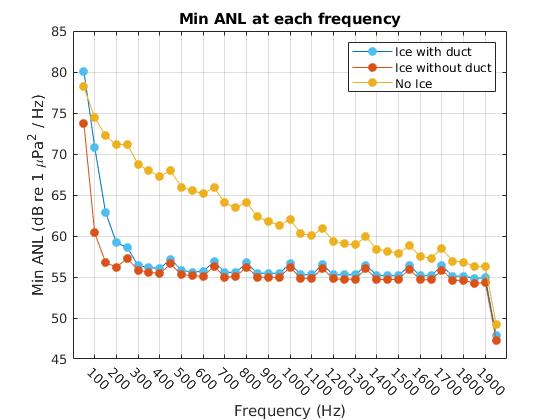 Min ANL at each frequency
Min ANL (dB re 1 μPa² / Hz)
85
80
75
70
65
60
55
50
45
Ice with duct
Ice without duct
No Ice
100 200 300 400 500 600 700 800 900 1000 1100 1200 1300 1400 1500 1600 1700 1800 1900
Frequency (Hz)